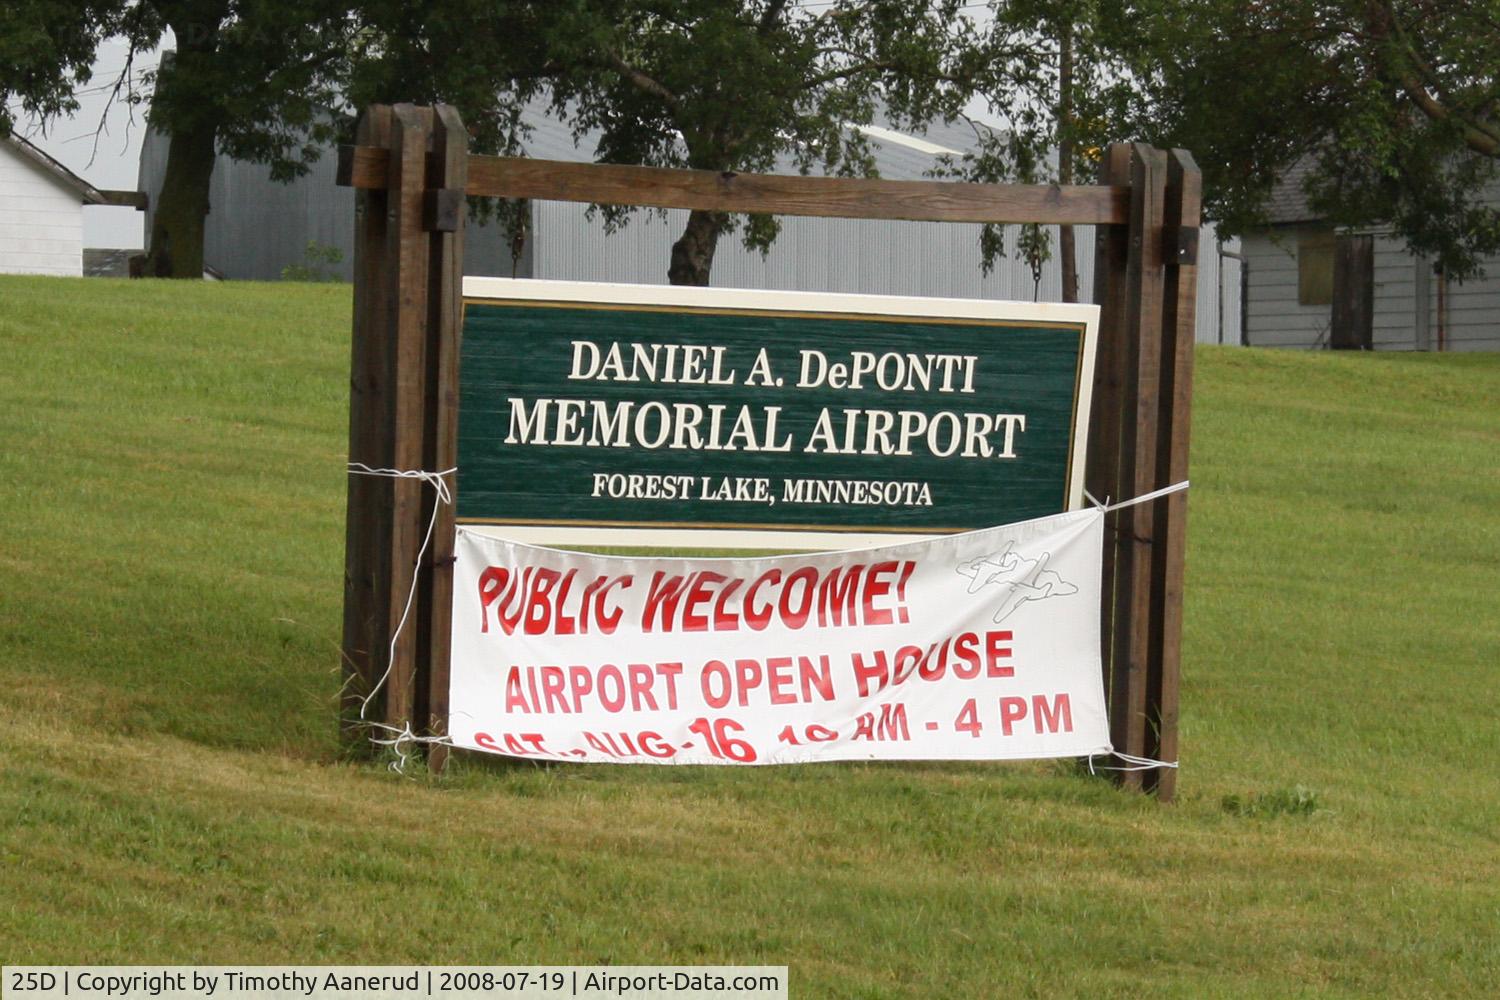 DANIEL A. DePONTI
MEMORIAL AIRPORT
FOREST LAKE, MINNESOTA
PUBLIC WELCOME!
AIRPORT OPEN HOUSE
SAT., AUG-16 10 AM - 4 PM
25D | Copyright by Timothy Aanerud | 2008-07-19 | Airport-Data.com